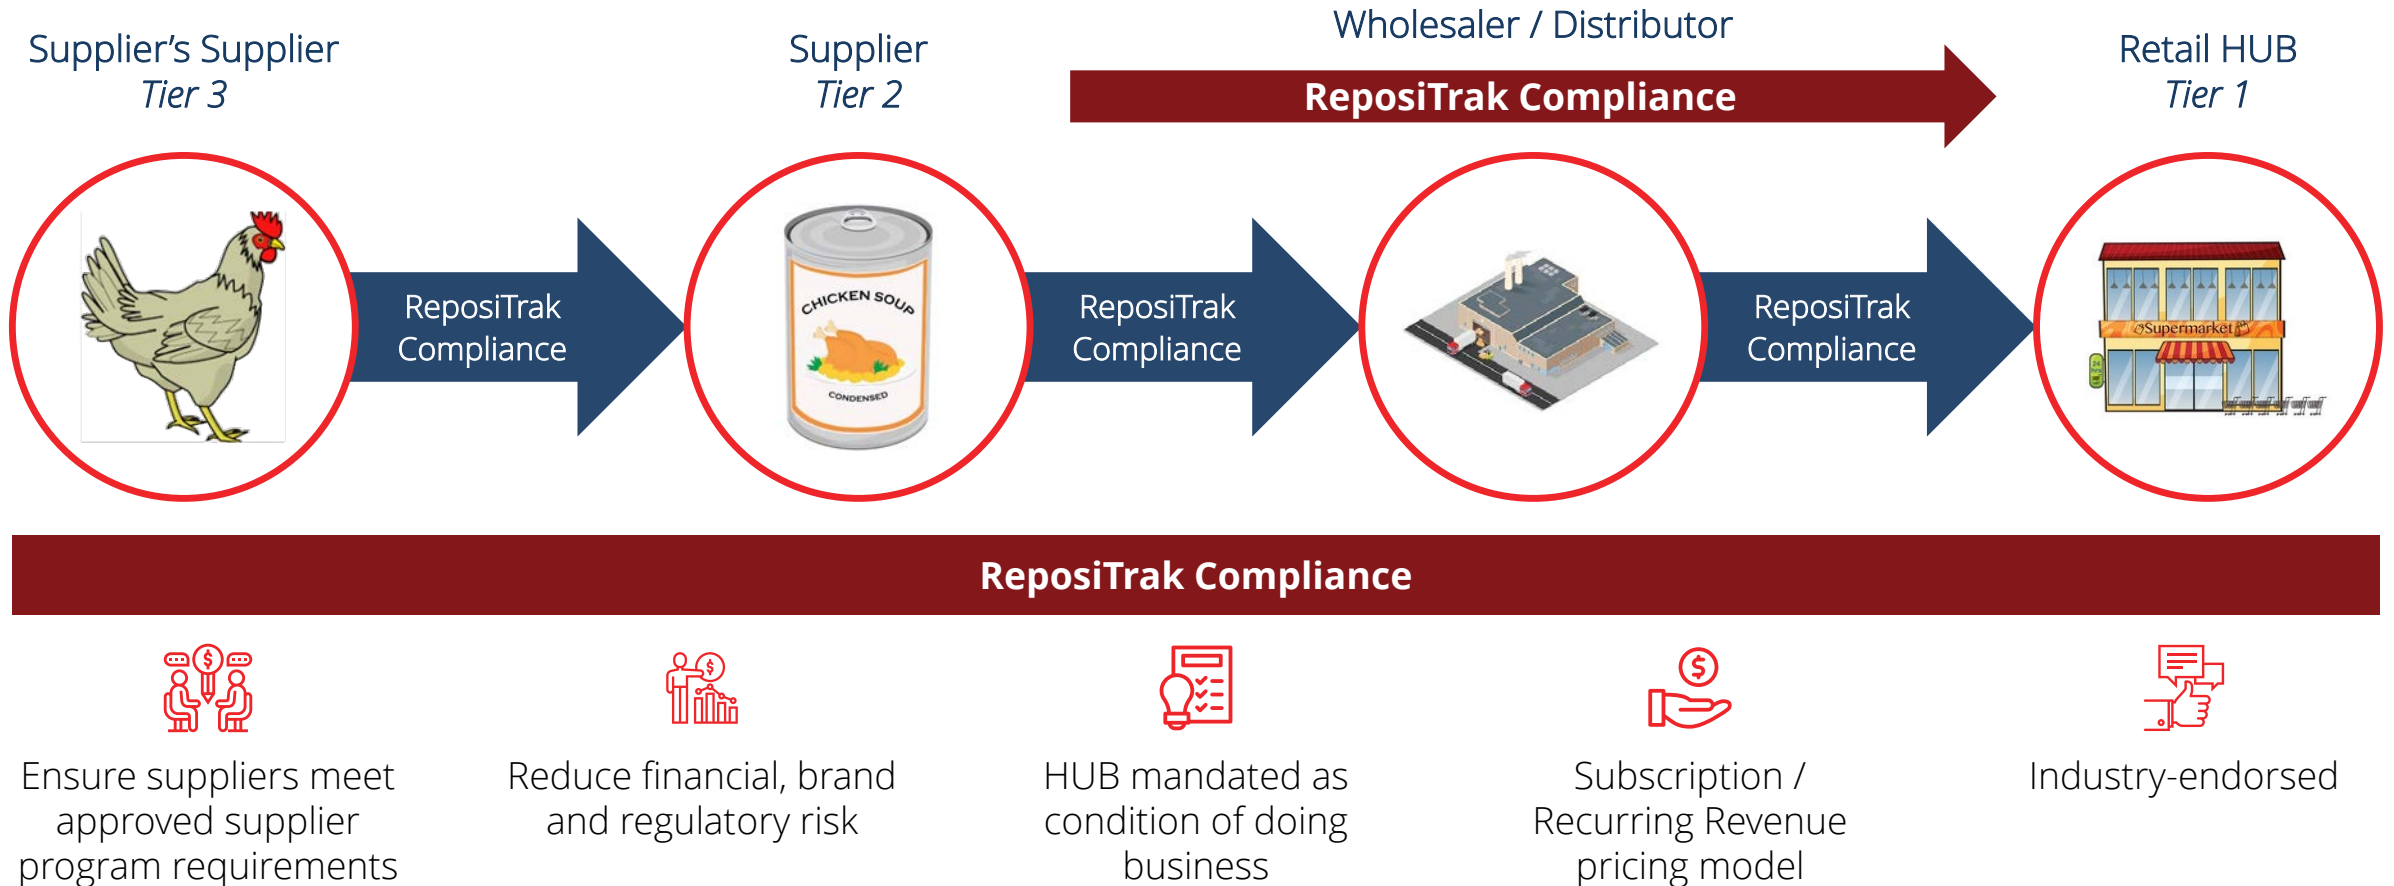 Supplier’s Supplier
Tier 3
Supplier
Tier 2
Wholesaler / Distributor
ReposiTrak Compliance
Retail HUB
Tier 1
ReposiTrak
Compliance
CHICKEN SOUP
CONDENSED
ReposiTrak
Compliance
ReposiTrak
Compliance
Supermarket
24
ReposiTrak Compliance
Ensure suppliers meet
approved supplier
program requirements
Reduce financial, brand
and regulatory risk
HUB mandated as
condition of doing
business
Subscription /
Recurring Revenue
pricing model
Industry-endorsed